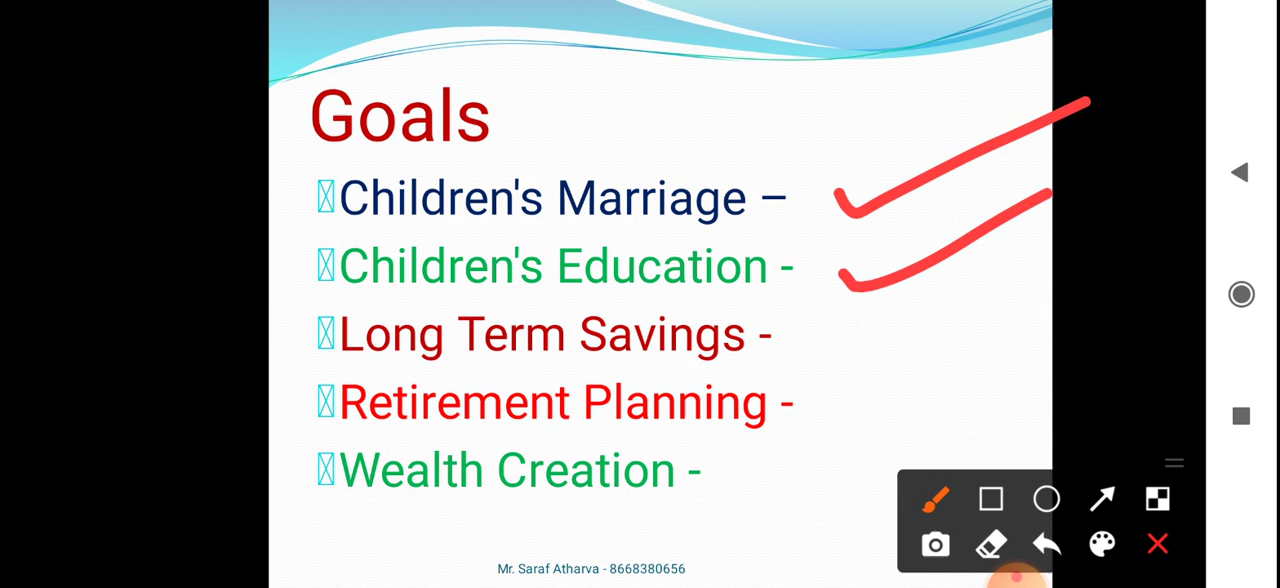 Goals
Children's Marriage –
Children's Education -
Long Term Savings -
Retirement Planning -
Wealth Creation -
Mr. Saraf Atharva - 8668380656